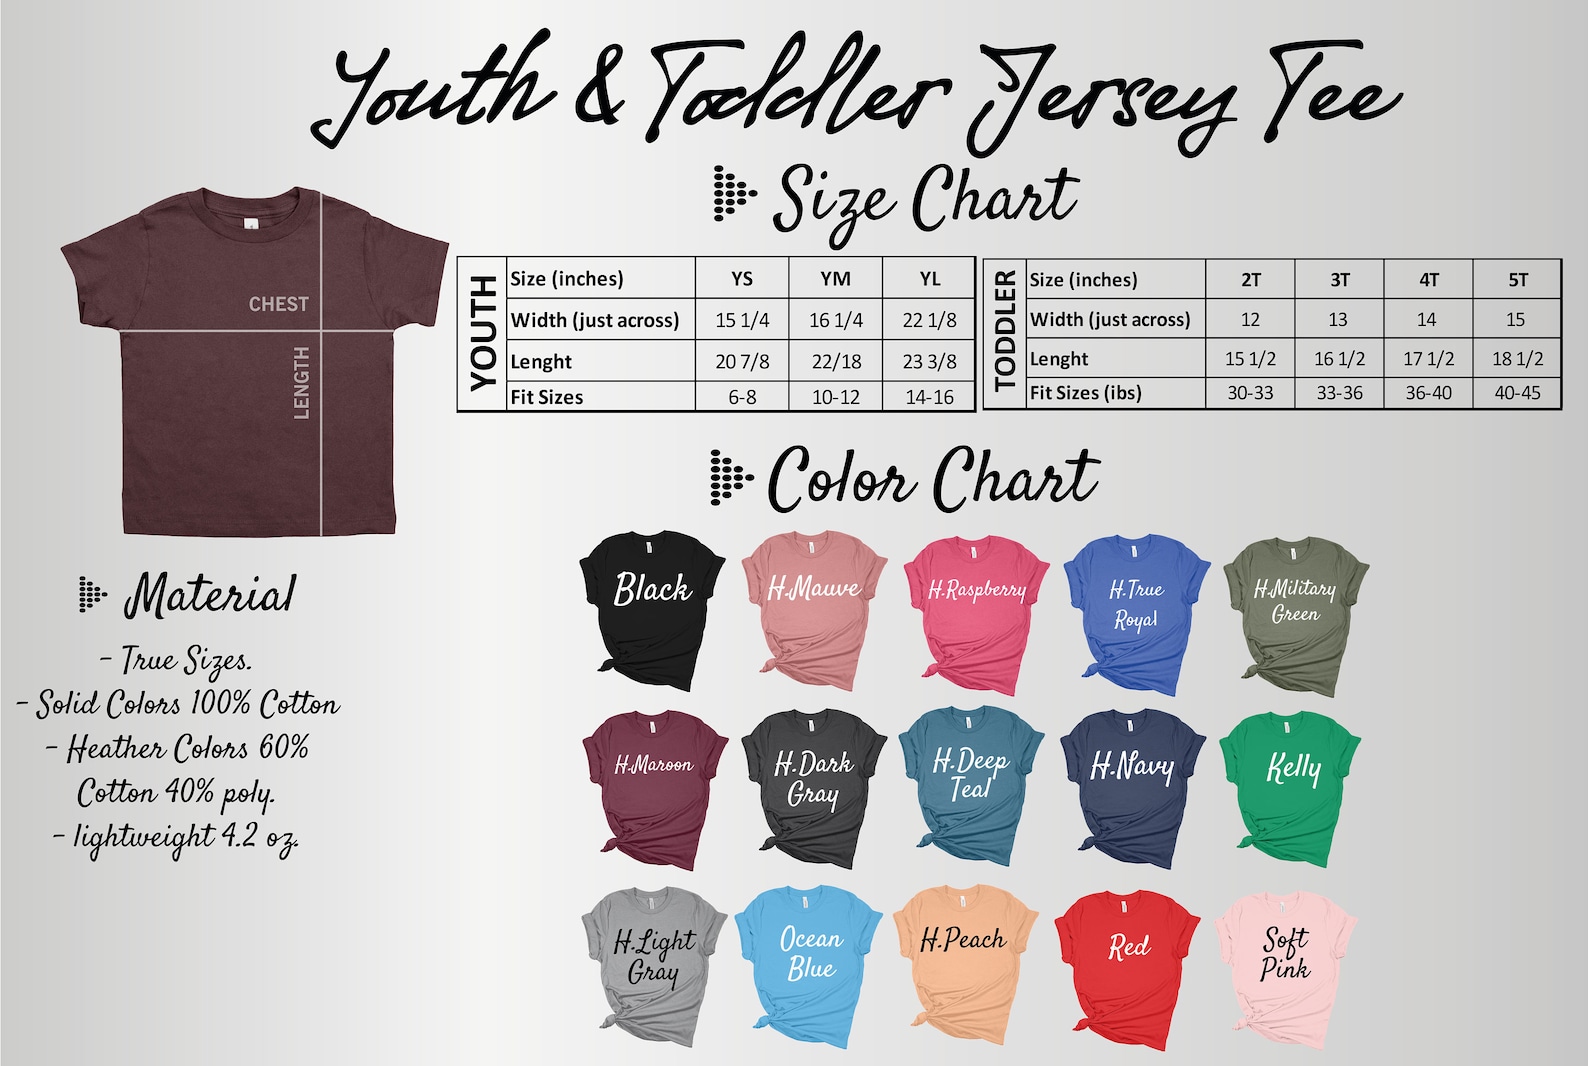 Youth & Toddler Jersey Tee
Size Chart
CHEST
LENGTH
YOUTH
Size (inches) YS YM YL
Width (just across) 15 1/4 16 1/4 22 1/8
Lenght 20 7/8 22/18 23 3/8
Fit Sizes 6-8 10-12 14-16
TODDLER
Size (inches) 2T 3T 4T 5T
Width (just across) 12 13 14 15
Lenght 15 1/2 16 1/2 17 1/2 18 1/2
Fit Sizes (ibs) 30-33 33-36 36-40 40-45
Material
- True Sizes.
- Solid Colors 100% Cotton
- Heather Colors 60%
Cotton 40% poly.
- lightweight 4.2 oz.
Color Chart
Black
H.Mauve
H.Raspberry
H.True
Royal
H.Military
Green
H.Maroon
H.Dark
Gray
H.Deep
Teal
H.Navy
Kelly
H.Light
Gray
Ocean
Blue
H.Peach
Red
Soft
Pink